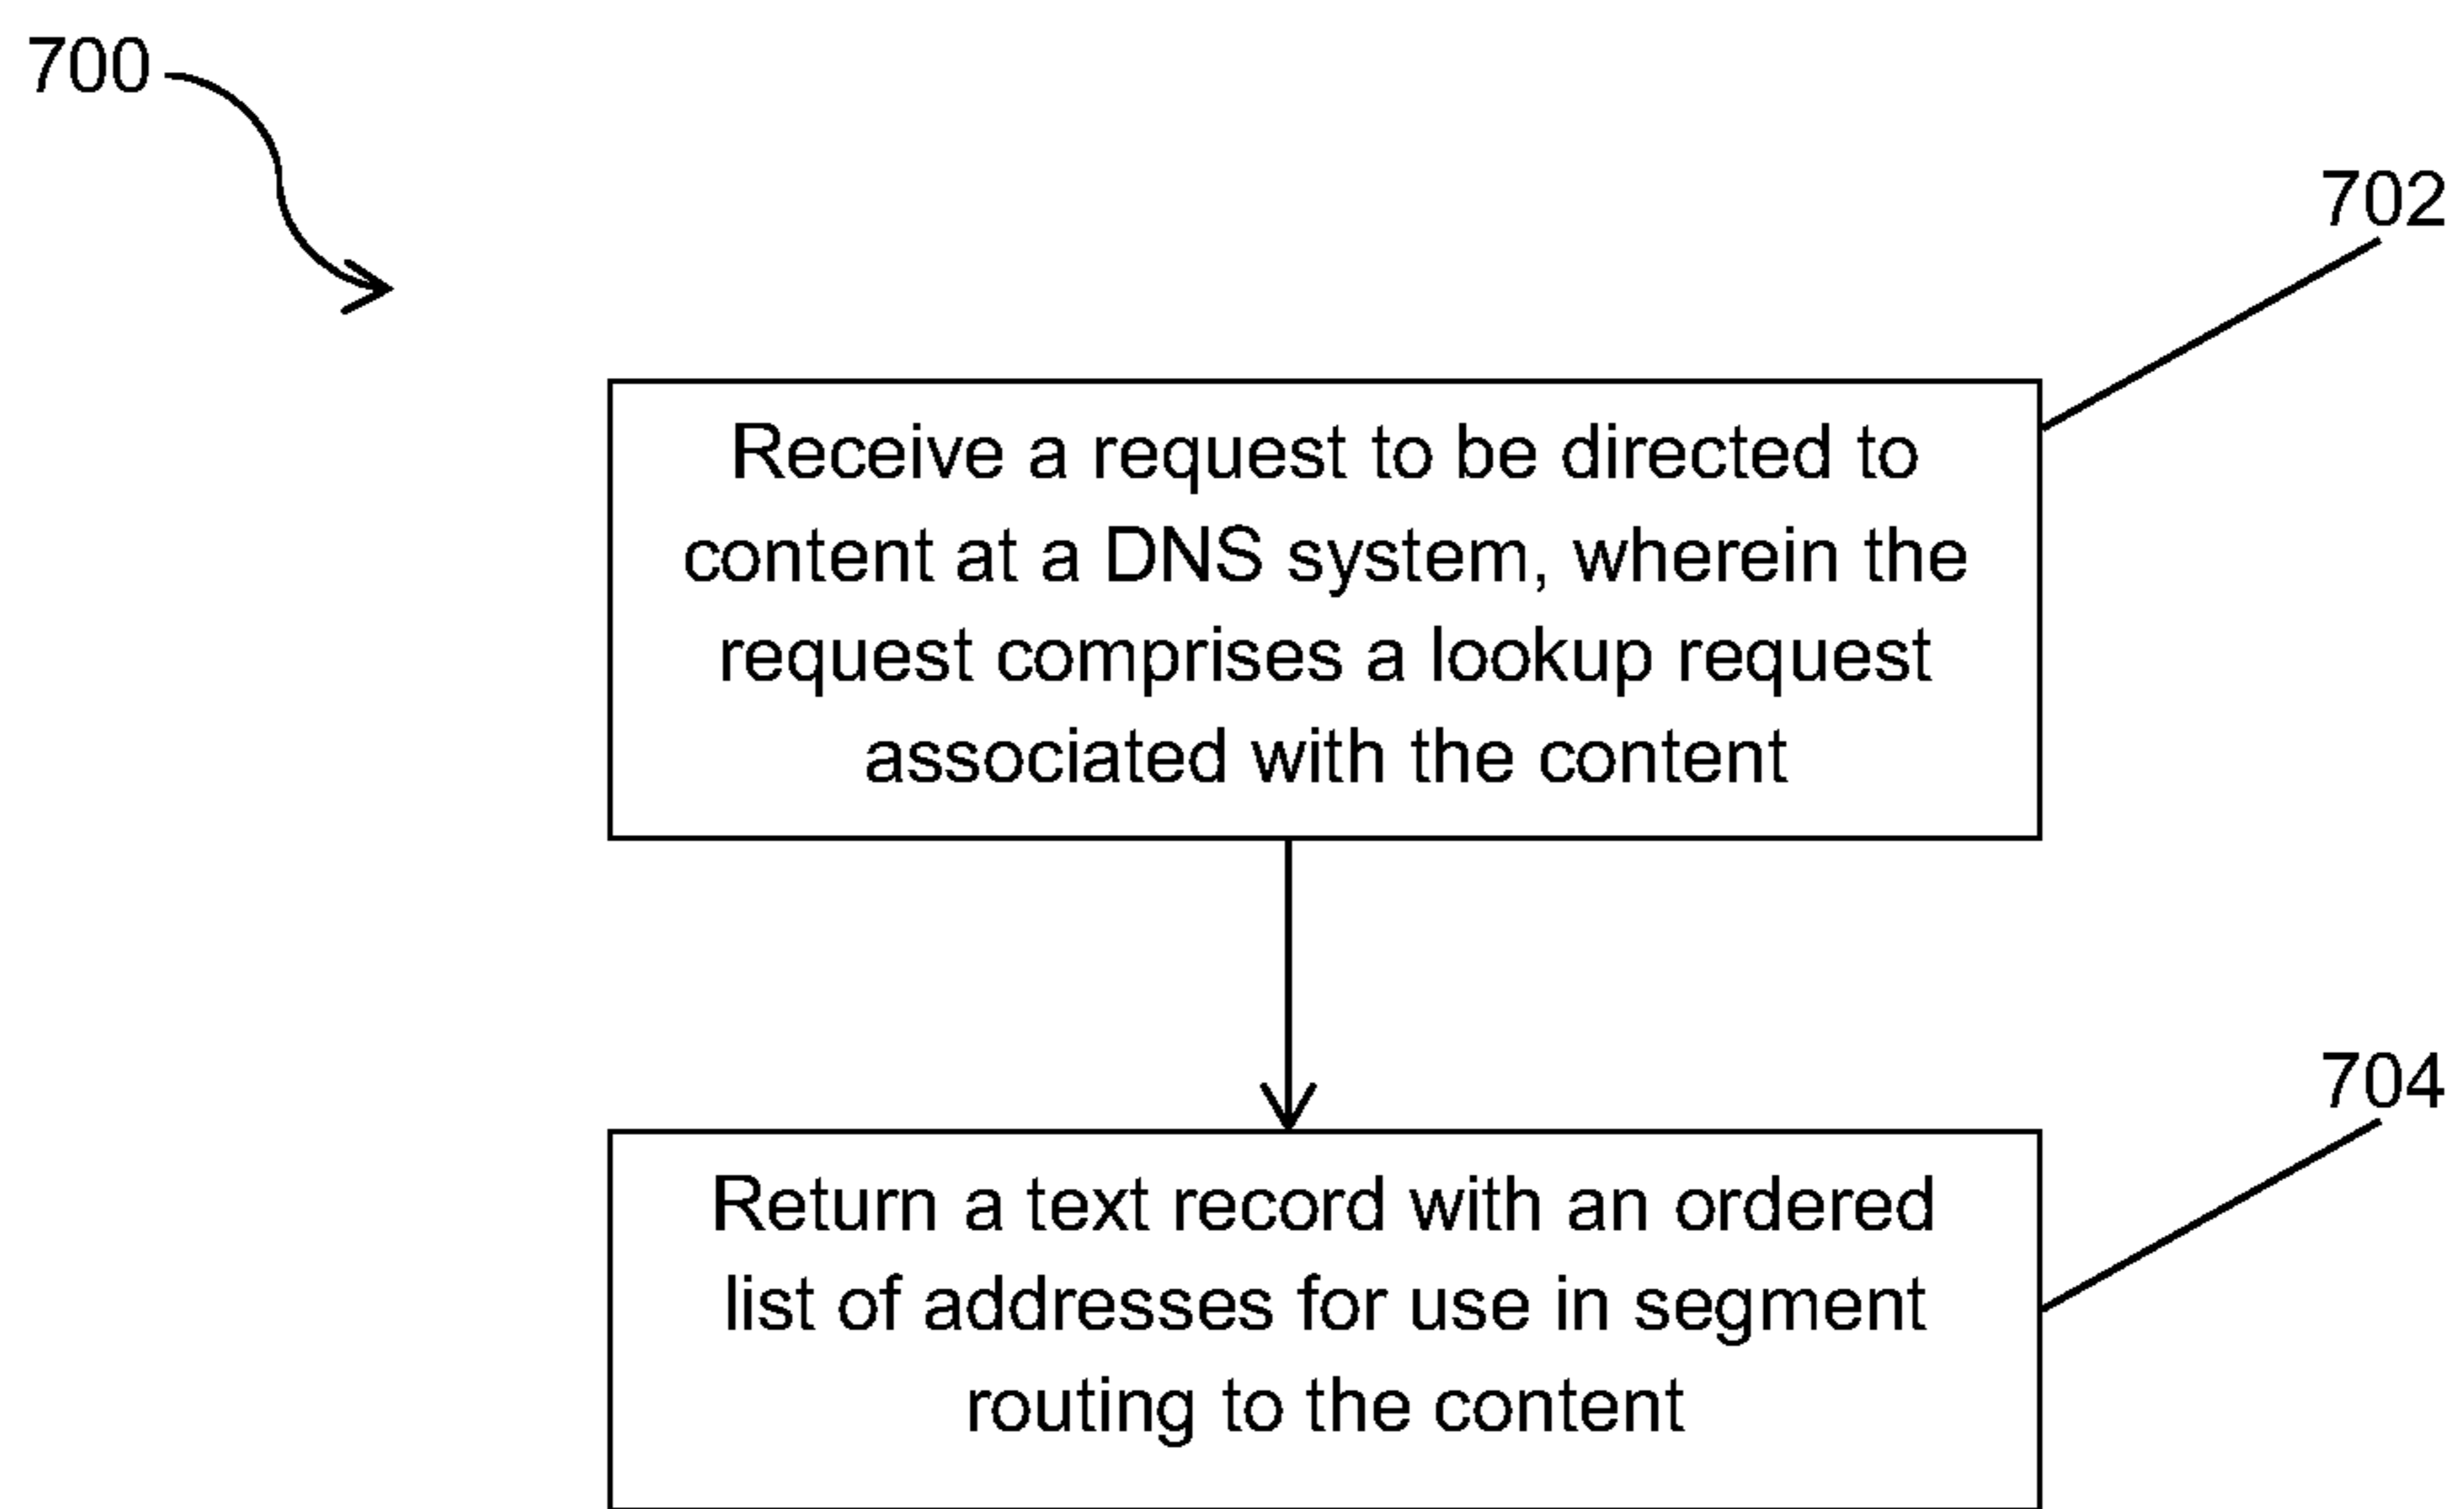 700
702
Receive a request to be directed to
content at a DNS system, wherein the
request comprises a lookup request
associated with the content
704
Return a text record with an ordered
list of addresses for use in segment
routing to the content